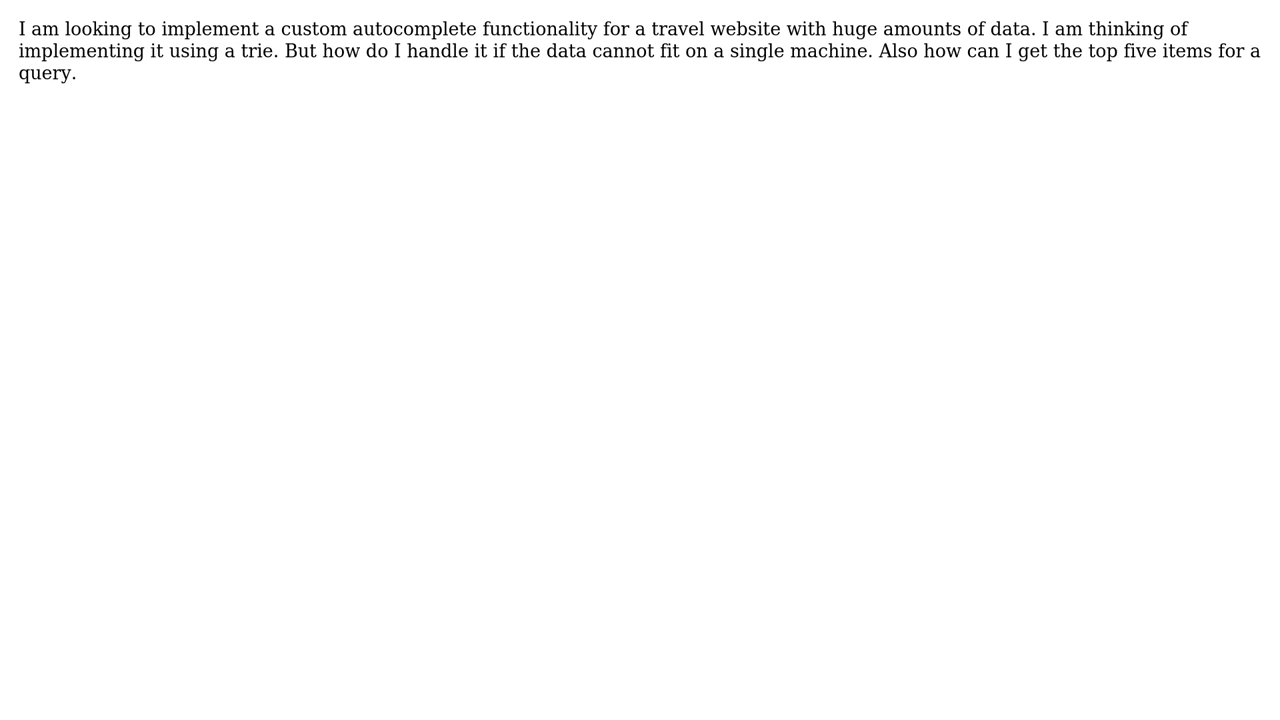 I am looking to implement a custom autocomplete functionality for a travel website with huge amounts of data. I am thinking of
implementing it using a trie. But how do I handle it if the data cannot fit on a single machine. Also how can I get the top five items for a
query.